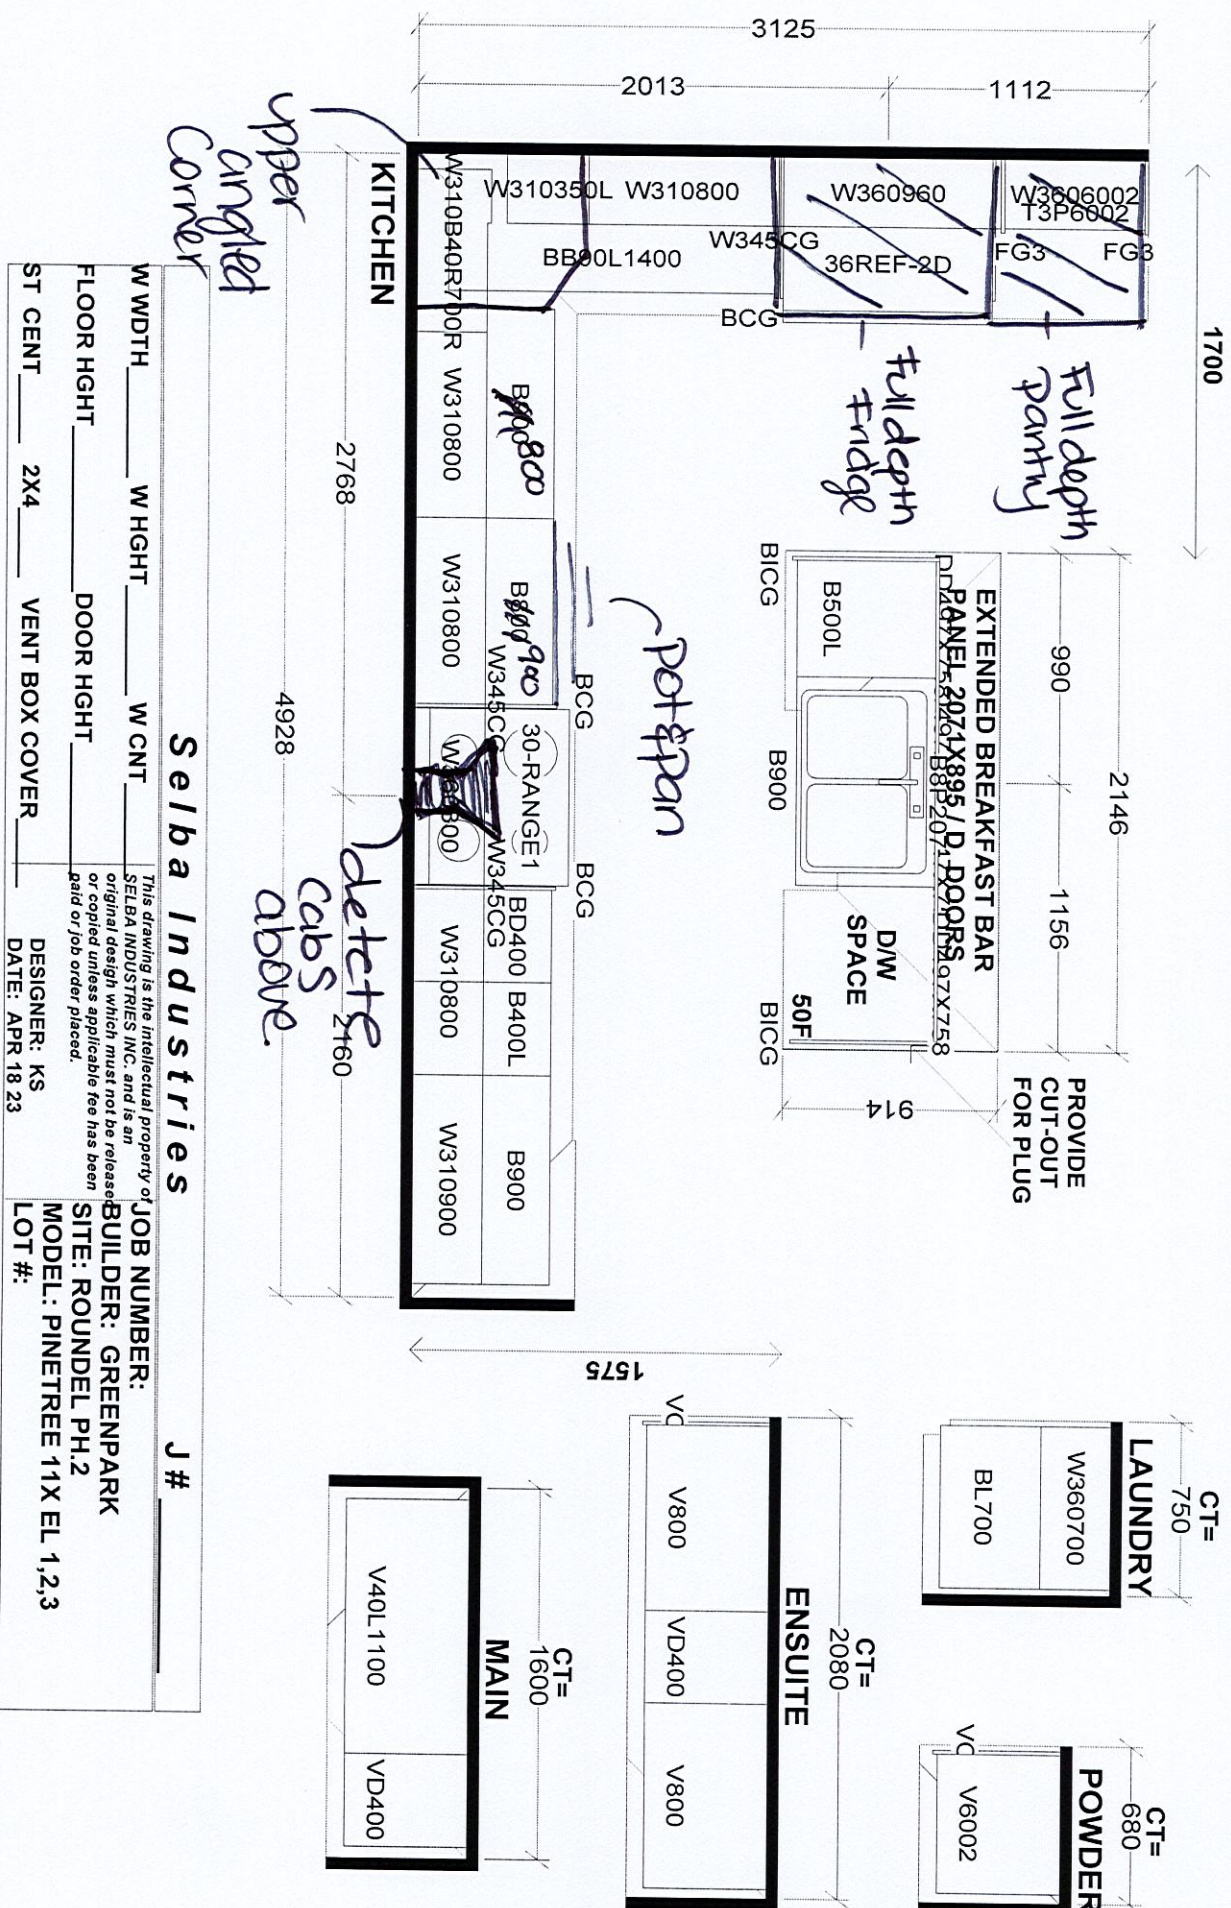 3125
2013
1112
1700
KITCHEN
W310B40R700R
W310350L
W310800
BB90L1400
W345CG
W360960
36REF-2D
BCG
W3606002
T3P6002
FG3
FG3
upper
angled
corner
Full depth
Fridge
Full depth
Pantry
W310800
800
W310800
900
W345CG
30-RANGE1
W345CG
BCG
BCG
pot & pan
delete
cabs
above.
BD400
B400L
W310800
B900
W310900
2768
2160
4928
1575
EXTENDED BREAKFAST BAR
PANEL 2071X895 / D.DOORS
B500L
BICG
B900
D/W
SPACE
50F
BICG
990
1156
2146
914
PROVIDE
CUT-OUT
FOR PLUG
CT=
750
LAUNDRY
W360700
BL700
CT=
2080
ENSUITE
V800
VD400
V800
CT=
680
POWDER
V6002
CT=
1600
MAIN
V40L1100
VD400
Selba Industries
J#
W WDTH
W HGHT
W CNT
FLOOR HGHT
DOOR HGHT
ST CENT
2X4
VENT BOX COVER
This drawing is the intellectual property of
SELBA INDUSTRIES INC. and is an
original design which must not be released
or copied unless applicable fee has been
paid or job order placed.
DESIGNER: KS
DATE: APR 18 23
JOB NUMBER:
BUILDER: GREENPARK
SITE: ROUNDEL PH.2
MODEL: PINETREE 11X EL 1,2,3
LOT #: